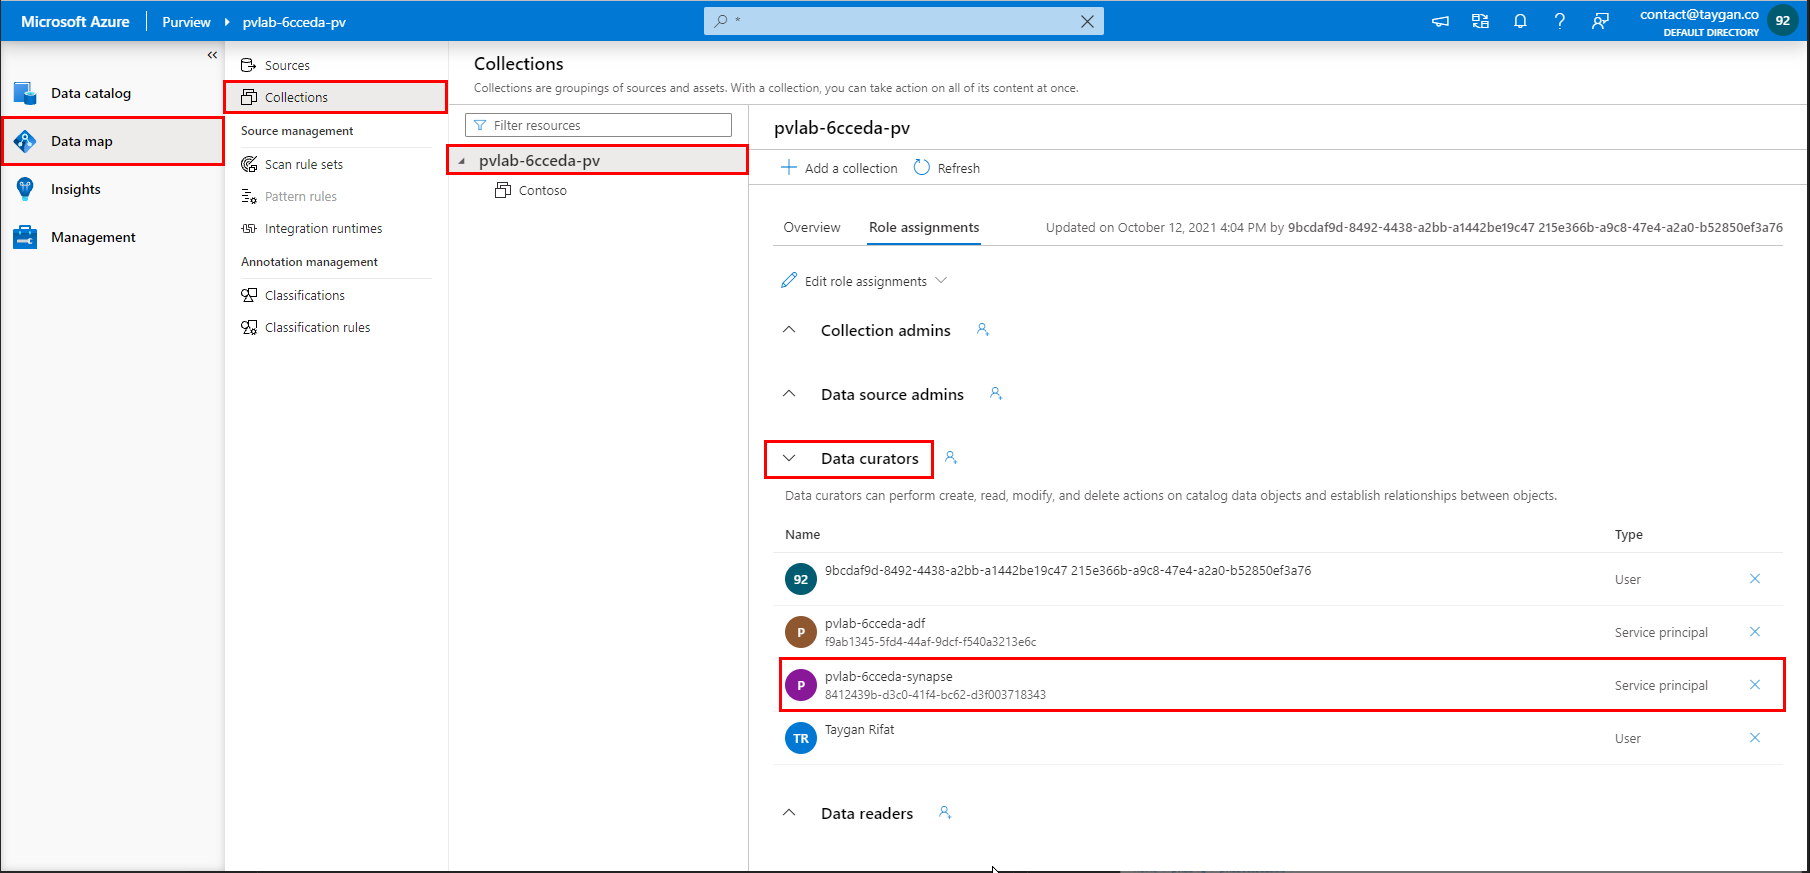 Microsoft Azure
Purview
pvlab-6cceda-pv
*
contact@taygan.co
DEFAULT DIRECTORY
92
«
Data catalog
Data map
Insights
Management
Sources
Collections
Source management
Scan rule sets
Pattern rules
Integration runtimes
Annotation management
Classifications
Classification rules
Collections
Collections are groupings of sources and assets. With a collection, you can take action on all of its content at once.
Filter resources
pvlab-6cceda-pv
Contoso
pvlab-6cceda-pv
Add a collection
Refresh
Overview
Role assignments
Updated on October 12, 2021 4:04 PM by 9bcdaf9d-8492-4438-a2bb-a1442be19c47 215e366b-a9c8-47e4-a2a0-b52850ef3a76
Edit role assignments
Collection admins
Data source admins
Data curators
Data curators can perform create, read, modify, and delete actions on catalog data objects and establish relationships between objects.
Name Type
92 9bcdaf9d-8492-4438-a2bb-a1442be19c47 215e366b-a9c8-47e4-a2a0-b52850ef3a76 User
P pvlab-6cceda-adf
f9ab1345-5fd4-44af-9dcf-f540a3213e6c Service principal
P pvlab-6cceda-synapse
8412439b-d3c0-41f4-bc62-d3f003718343 Service principal
TR Taygan Rifat User
Data readers